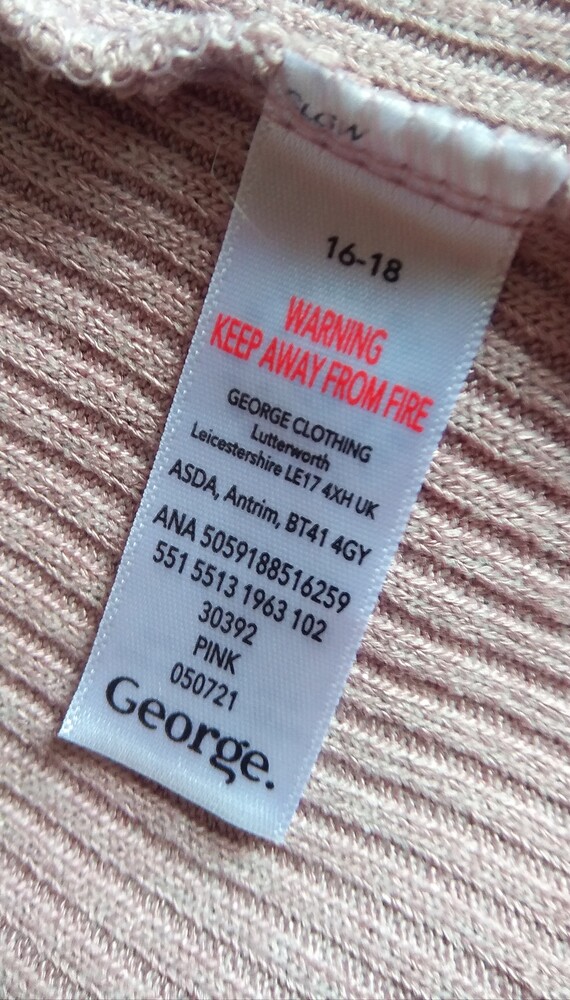 16-18
WARNING
KEEP AWAY FROM FIRE
GEORGE CLOTHING
Lutterworth
Leicestershire LE17 4XH UK
ASDA, Antrim, BT41 4GY
ANA 5059188516259
551 5513 1963 102
30392
PINK
050721
George.